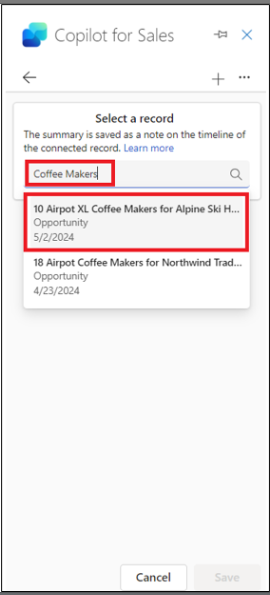 Copilot for Sales
Select a record
The summary is saved as a note on the timeline of
the connected record. Learn more
Coffee Makers
10 Airpot XL Coffee Makers for Alpine Ski H...
Opportunity
5/2/2024
18 Airpot Coffee Makers for Northwind Trad...
Opportunity
4/23/2024
Cancel
Save